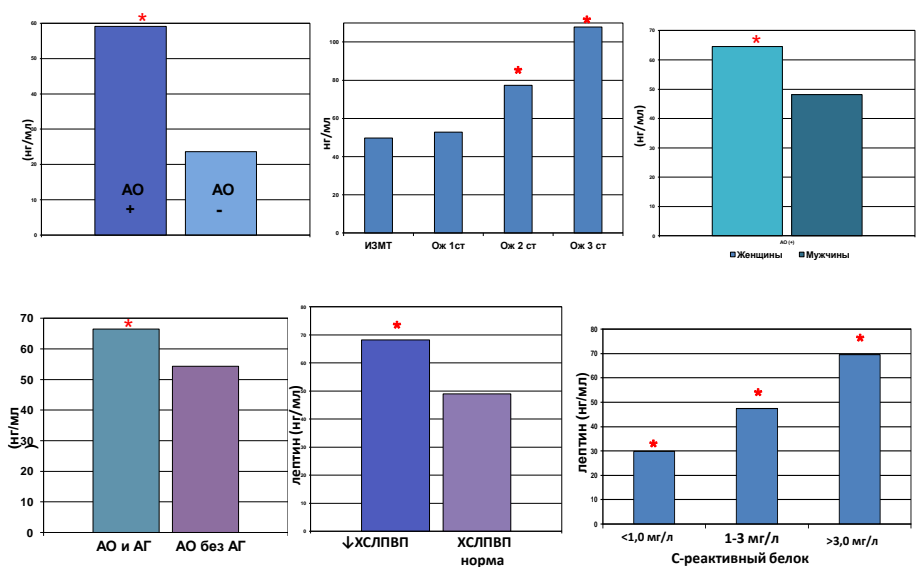 (нг/мл)
60
50
40
30
20
10
0
*
АО
+
АО
-
нг/мл
100
80
60
40
20
0
*
*
ИЗМТ
Ож 1ст
Ож 2 ст
Ож 3 ст
(нг/мл)
70
60
50
40
30
20
10
0
*
АО (+)
Женщины
Мужчины
(нг/мл
)
70
60
50
40
30
20
10
0
*
АО и АГ
АО без АГ
лептин (нг/мл)
80
70
60
50
40
30
20
10
0
*
↓ХСЛПВП
ХСЛПВП
норма
лептин (нг/мл)
80
70
60
50
40
30
20
10
0
*
*
*
<1,0 мг/л
1-3 мг/л
>3,0 мг/л
С-реактивный белок